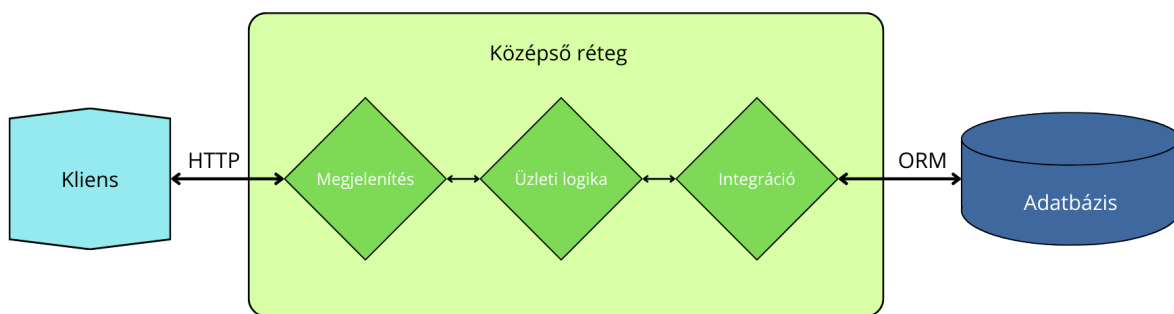 Középső réteg
Kliens
HTTP
Megjelenítés
Üzleti logika
Integráció
ORM
Adatbázis